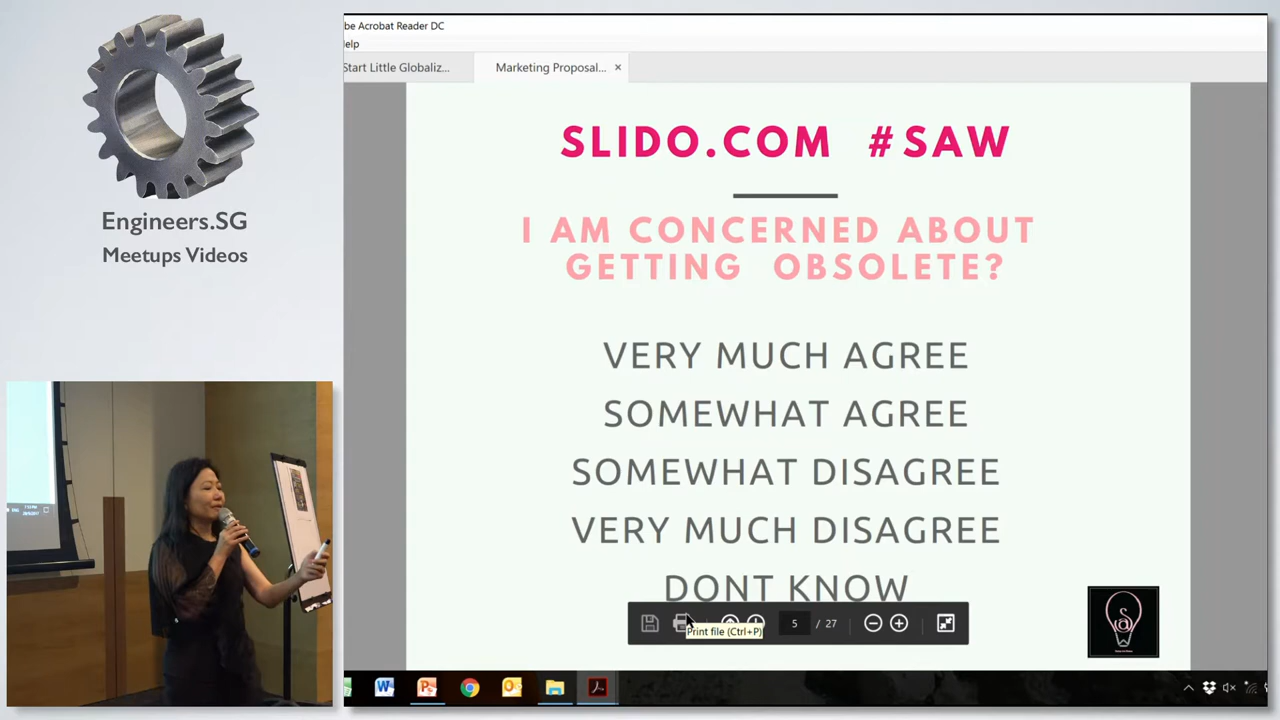 Engineers.SG
Meetups Videos
be Acrobat Reader DC
elp
Start Little Globaliz...
Marketing Proposal...
SLIDO.COM #SAW
I AM CONCERNED ABOUT
GETTING OBSOLETE?
VERY MUCH AGREE
SOMEWHAT AGREE
SOMEWHAT DISAGREE
VERY MUCH DISAGREE
DONT KNOW
5 / 27
Print file (Ctrl+P)